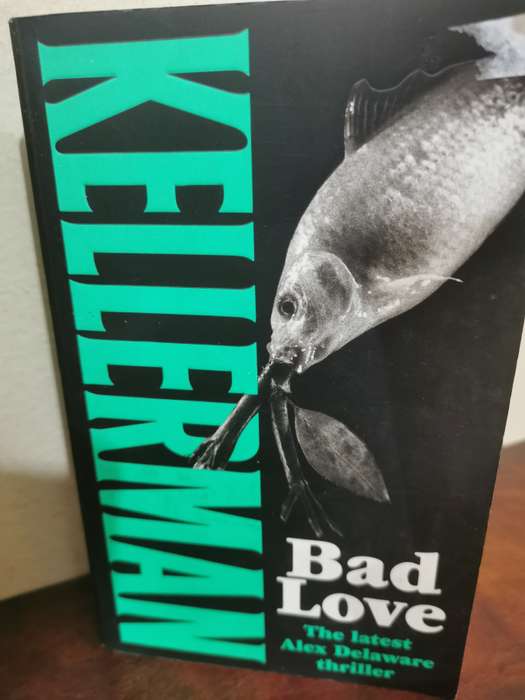 KELLERMAN
Bad
Love
The latest
Alex Delaware
thriller